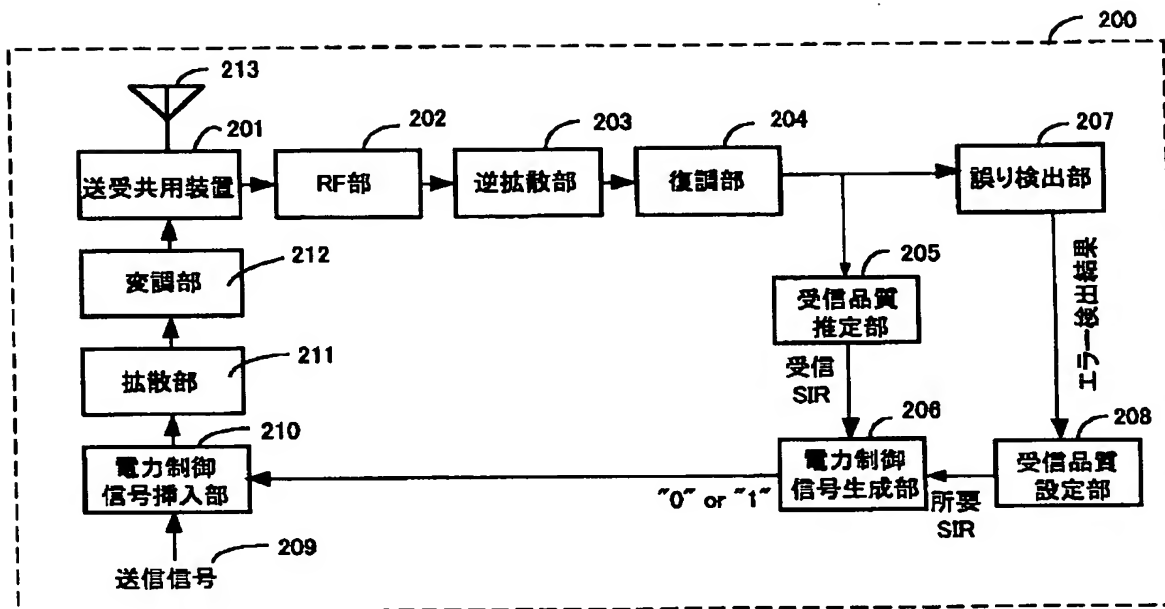 200
213
201
送受共用装置
202
RF部
203
逆拡散部
204
復調部
207
誤り検出部
212
変調部
205
受信品質
推定部
エラー検出結果
211
拡散部
受信
SIR
210
電力制御
信号挿入部
206
電力制御
信号生成部
208
受信品質
設定部
"0" or "1"
所要
SIR
209
送信信号